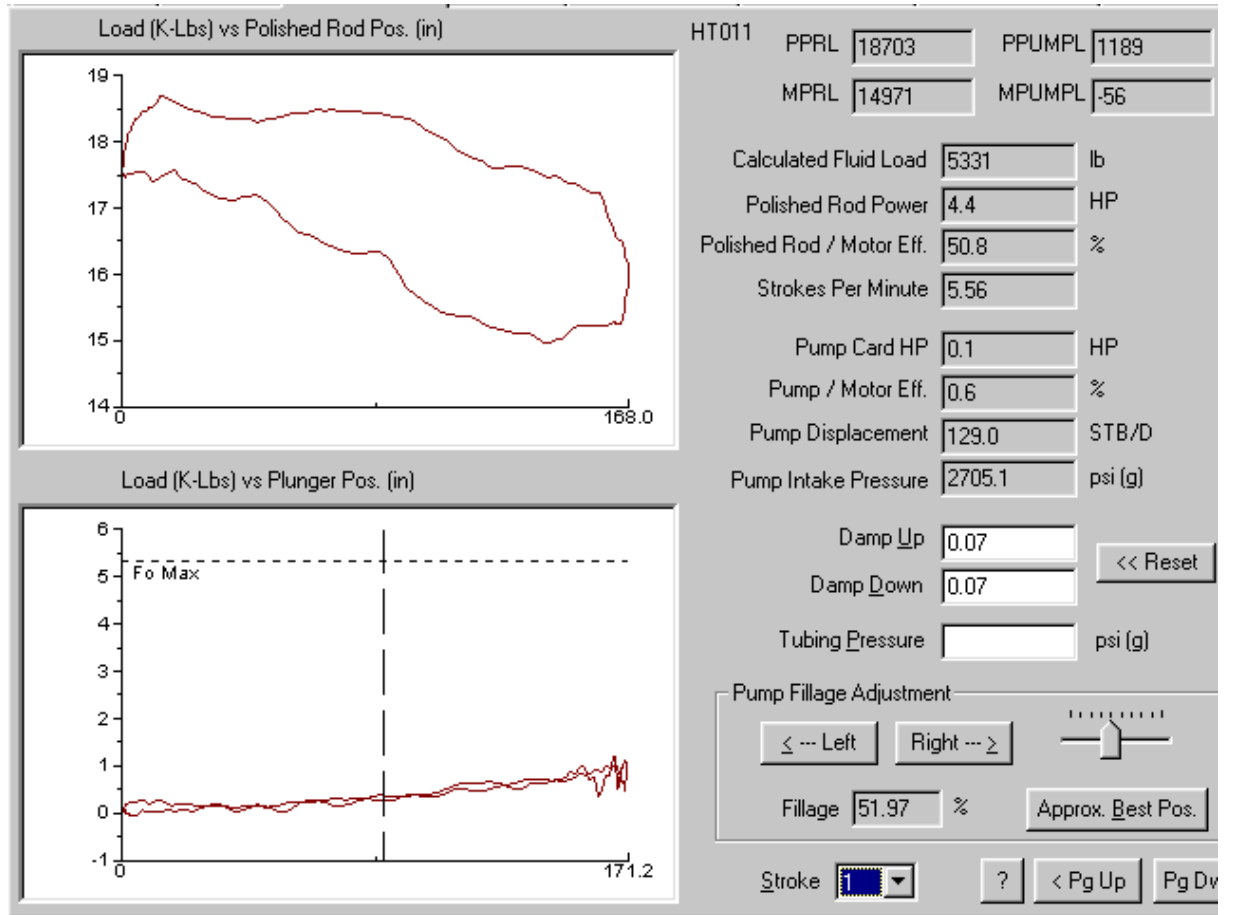 Load (K-Lbs) vs Polished Rod Pos. (in)
19
18
17
16
15
14
0
168.0
Load (K-Lbs) vs Plunger Pos. (in)
6
Fo Max
5
4
3
2
1
0
-1
0
171.2
HT011
PPRL 18703 PPUMPL 1189
MPRL 14971 MPUMPL -56
Calculated Fluid Load 5331 lb
Polished Rod Power 4.4 HP
Polished Rod / Motor Eff. 50.8 %
Strokes Per Minute 5.56
Pump Card HP 0.1 HP
Pump / Motor Eff. 0.6 %
Pump Displacement 129.0 STB/D
Pump Intake Pressure 2705.1 psi (g)
Damp Up 0.07
<< Reset
Damp Down 0.07
Tubing Pressure psi (g)
Pump Fillage Adjustment
< --- Left Right --- >
Fillage 51.97 % Approx. Best Pos.
Stroke 1 ? < Pg Up Pg Dw